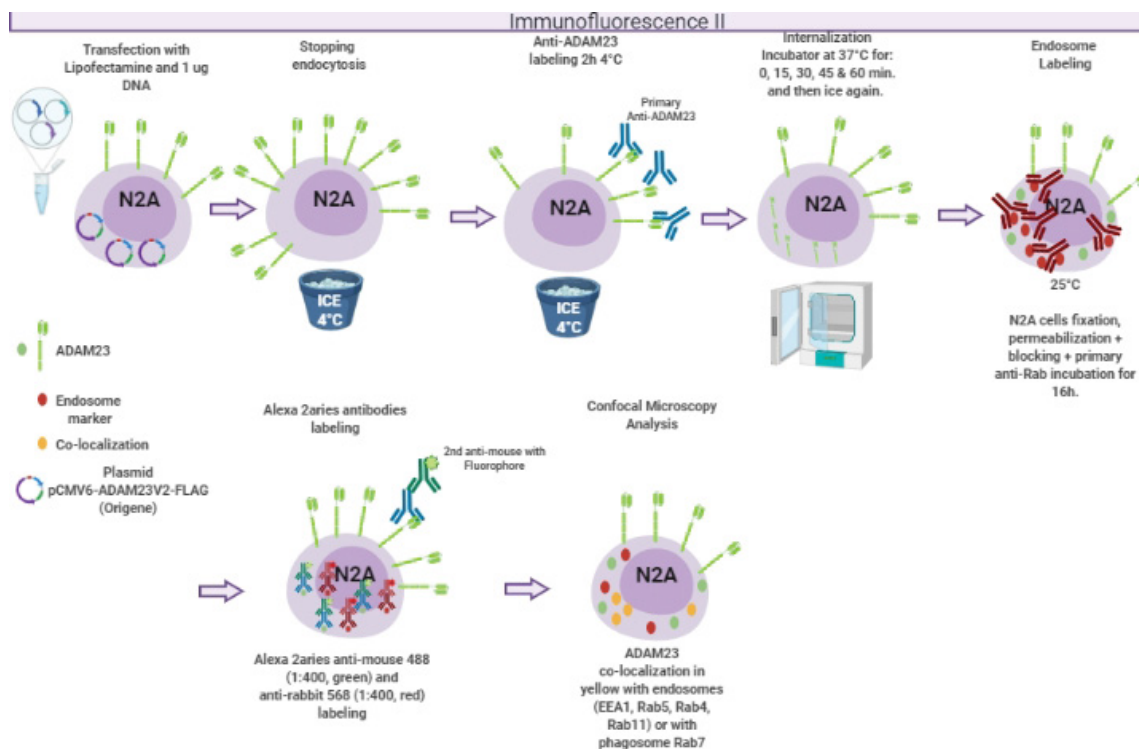 Immunofluorescence II
Transfection with
Lipofectamine and 1 ug
DNA
N2A
Stopping
endocytosis
N2A
ICE
4°C
Anti-ADAM23
labeling 2h 4°C
Primary
Anti-ADAM23
N2A
ICE
4°C
Internalization
Incubator at 37°C for:
0, 15, 30, 45 & 60 min.
and then ice again.
N2A
Endosome
Labeling
N2A
25°C
N2A cells fixation,
permeabilization +
blocking + primary
anti-Rab incubation for
16h.
ADAM23
Endosome
marker
Co-localization
Plasmid
pCMV6-ADAM23V2-FLAG
(Origene)
Alexa 2aries antibodies
labeling
2nd anti-mouse with
Fluorophore
N2A
Alexa 2aries anti-mouse 488
(1:400, green) and
anti-rabbit 568 (1:400, red)
labeling
Confocal Microscopy
Analysis
N2A
ADAM23
co-localization in
yellow with endosomes
(EEA1, Rab5, Rab4,
Rab11) or with
phagosome Rab7